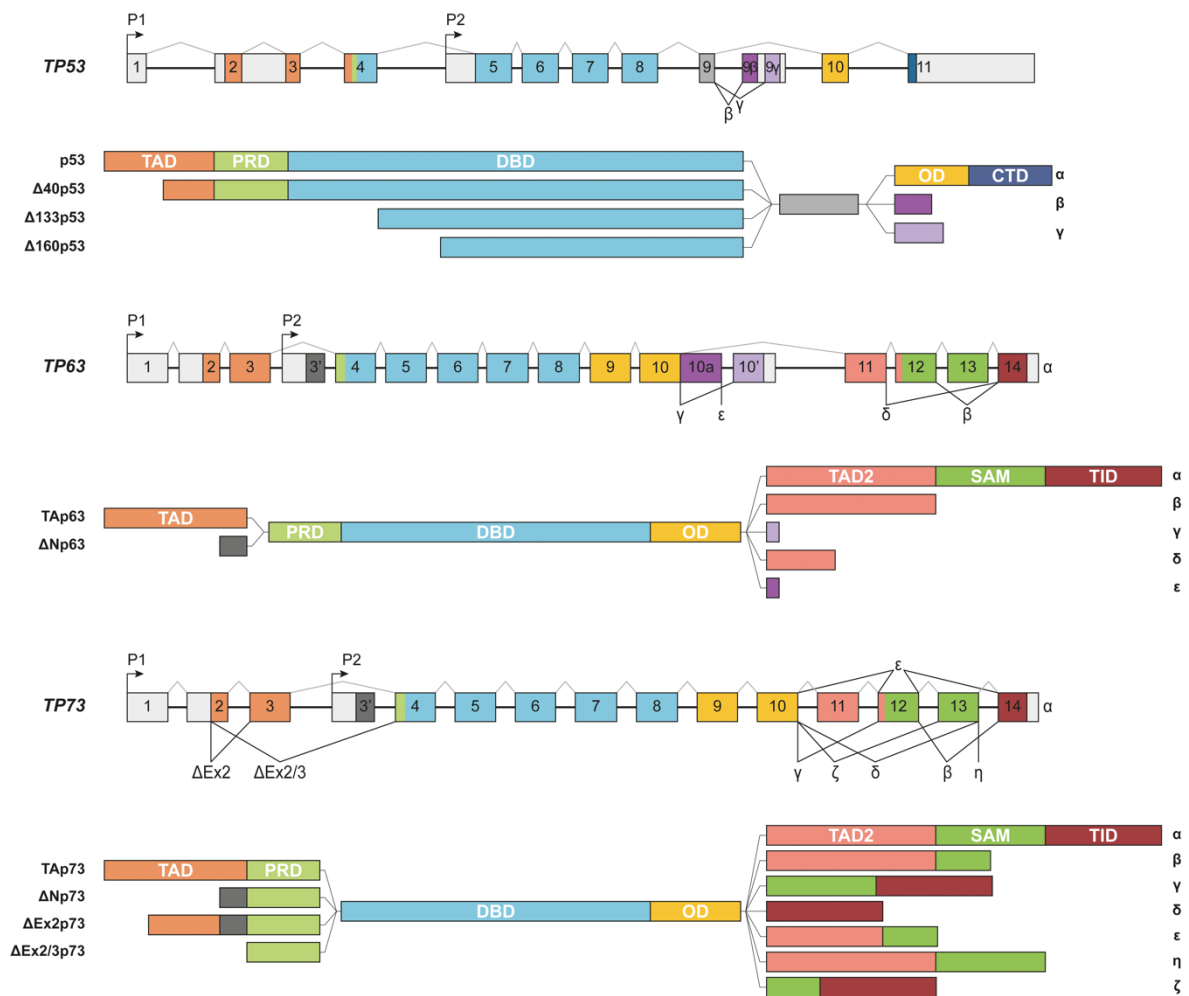 P1 P2
TP53 1 2 3 4 5 6 7 8 9 9β 9γ 10 11
β γ
p53 TAD PRD DBD
OD CTD α
Δ40p53 β
Δ133p53 γ
Δ160p53
P1 P2
TP63 1 2 3 3' 4 5 6 7 8 9 10 10a 10' 11 12 13 14 α
γ ε δ β
TAD2 SAM TID α
β
TAp63 TAD γ
PRD DBD OD
ΔNp63 δ
ε
P1 P2 ε
TP73 1 2 3 3' 4 5 6 7 8 9 10 11 12 13 14 α
ΔEx2 ΔEx2/3 γ ζ δ β η
TAD2 SAM TID α
β
TAp73 TAD PRD γ
ΔNp73 DBD OD δ
ΔEx2p73 ε
ΔEx2/3p73 η
ζ